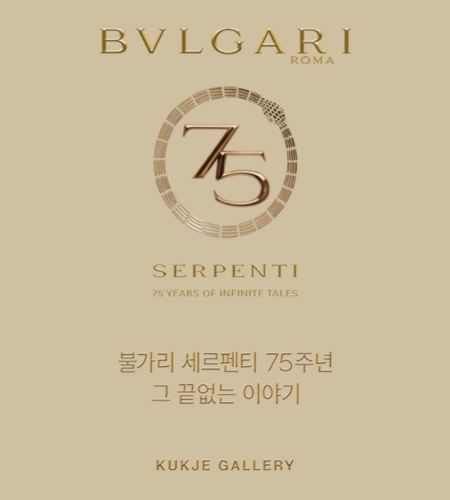 BVLGARI
ROMA
75
SERPENTI
75 YEARS OF INFINITE TALES
불가리 세르펜티 75주년
그 끝없는 이야기
KUKJE GALLERY